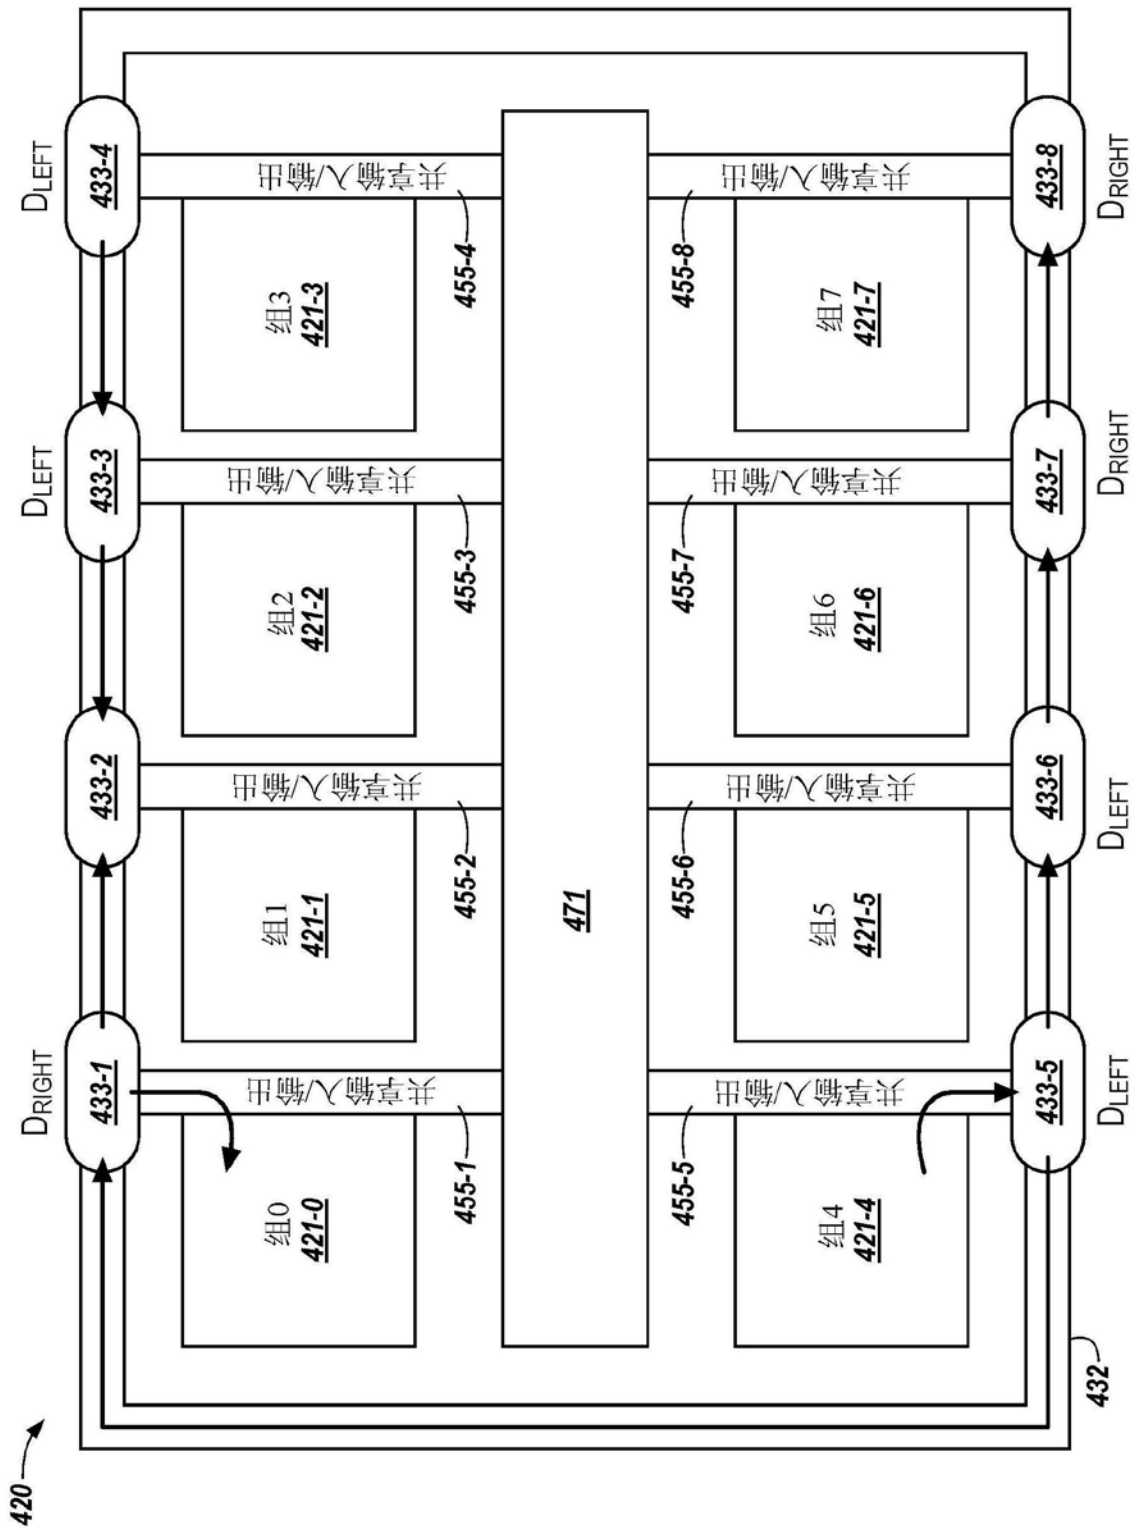 420
DRIGHT
DLEFT
DLEFT
433-1
433-2
433-3
433-4
组0
421-0
共享输入/输出
组1
421-1
共享输入/输出
组2
421-2
共享输入/输出
组3
421-3
共享输入/输出
455-1
455-2
455-3
455-4
471
455-5
455-6
455-7
455-8
组4
421-4
共享输入/输出
组5
421-5
共享输入/输出
组6
421-6
共享输入/输出
组7
421-7
共享输入/输出
433-5
433-6
433-7
433-8
432
DLEFT
DLEFT
DRIGHT
DRIGHT